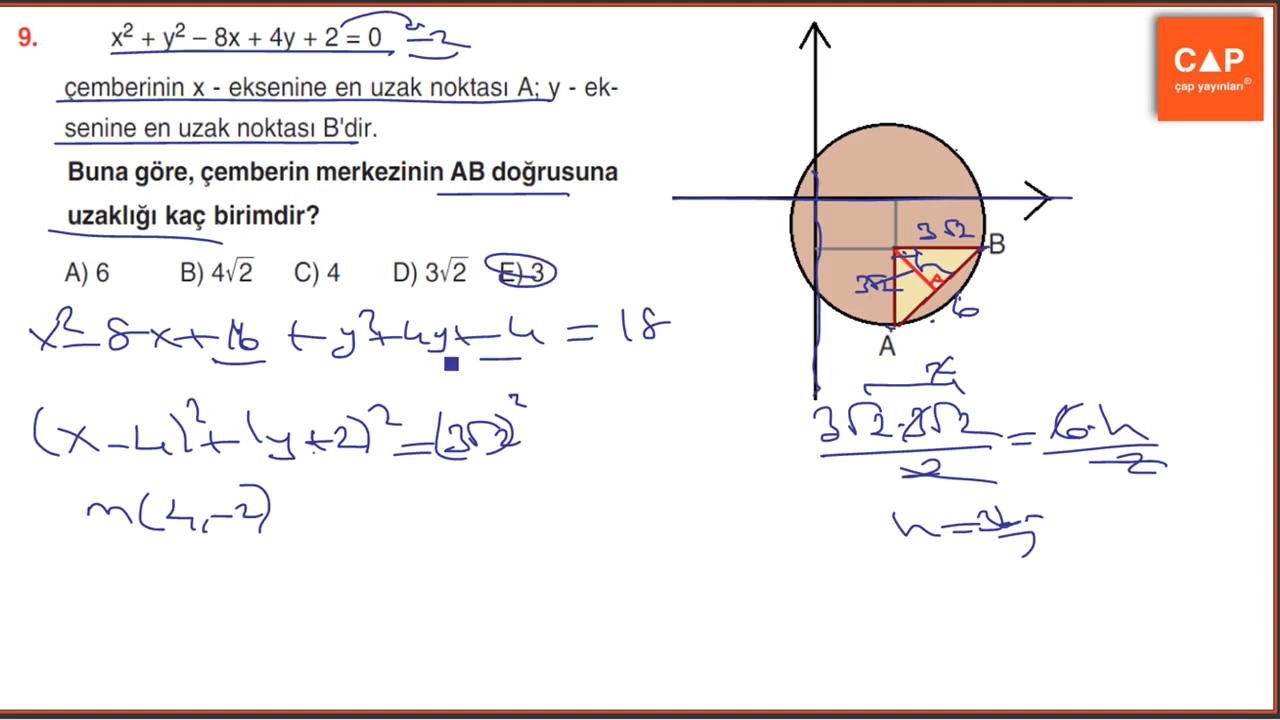 9. x² + y² – 8x + 4y + 2 = 0 –2
çemberinin x - eksenine en uzak noktası A; y - ek-
senine en uzak noktası B'dir.
Buna göre, çemberin merkezinin AB doğrusuna
uzaklığı kaç birimdir?
A) 6 B) 4√2 C) 4 D) 3√2 E) 3
x² – 8x + 16 + y² + 4y + 4 = 18
(x – 4)² + (y + 2)² = (3√2)²
m(4, –2)
ÇAP
çap yayınları®
3√2 B
3√2 H
6
A
3√2 . 3√2 / 2 = 6 . h / 2
h = 3